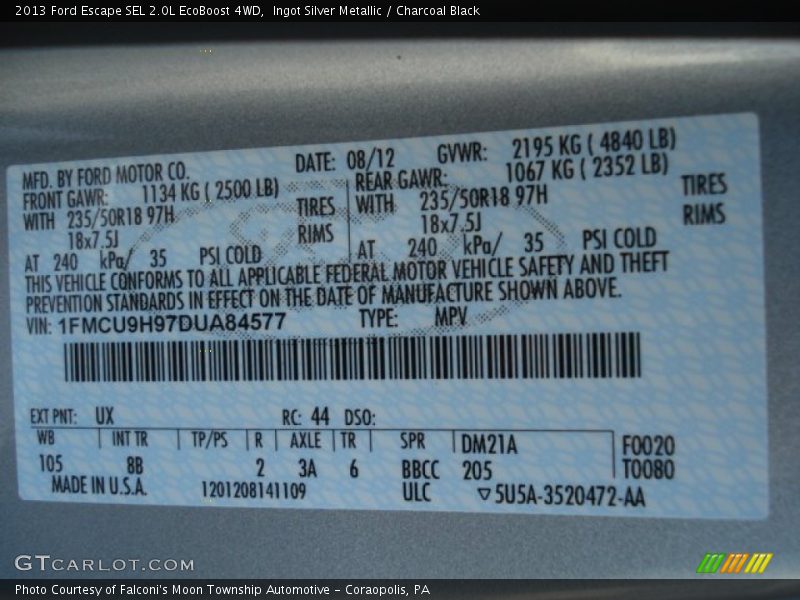 2013 Ford Escape SEL 2.0L EcoBoost 4WD,  Ingot Silver Metallic / Charcoal Black
MFD. BY FORD MOTOR CO. DATE: 08/12 GVWR: 2195 KG ( 4840 LB)
FRONT GAWR: 1134 KG ( 2500 LB) REAR GAWR: 1067 KG ( 2352 LB)
WITH 235/50R18 97H TIRES WITH 235/50R18 97H TIRES
18x7.5J RIMS 18x7.5J RIMS
AT 240 kPa/ 35 PSI COLD AT 240 kPa/ 35 PSI COLD
THIS VEHICLE CONFORMS TO ALL APPLICABLE FEDERAL MOTOR VEHICLE SAFETY AND THEFT
PREVENTION STANDARDS IN EFFECT ON THE DATE OF MANUFACTURE SHOWN ABOVE.
VIN: 1FMCU9H97DUA84577 TYPE: MPV
EXT PNT: UX RC: 44 DSO:
WB INT TR TP/PS R AXLE TR SPR DM21A F0020
105 8B 2 3A 6 BBCC 205 T0080
MADE IN U.S.A. 1201208141109 ULC ▽5U5A-3520472-AA
GTCARLOT.COM
Photo Courtesy of Falconi's Moon Township Automotive – Coraopolis, PA